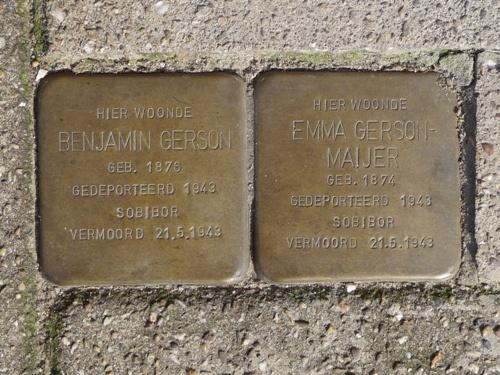 HIER WOONDE
BENJAMIN GERSON
GEB. 1876
GEDEPORTEERD 1943
SOBIBOR
VERMOORD 21.5.1943
HIER WOONDE
EMMA GERSON-
MAIJER
GEB. 1874
GEDEPORTEERD 1943
SOBIBOR
VERMOORD 21.5.1943